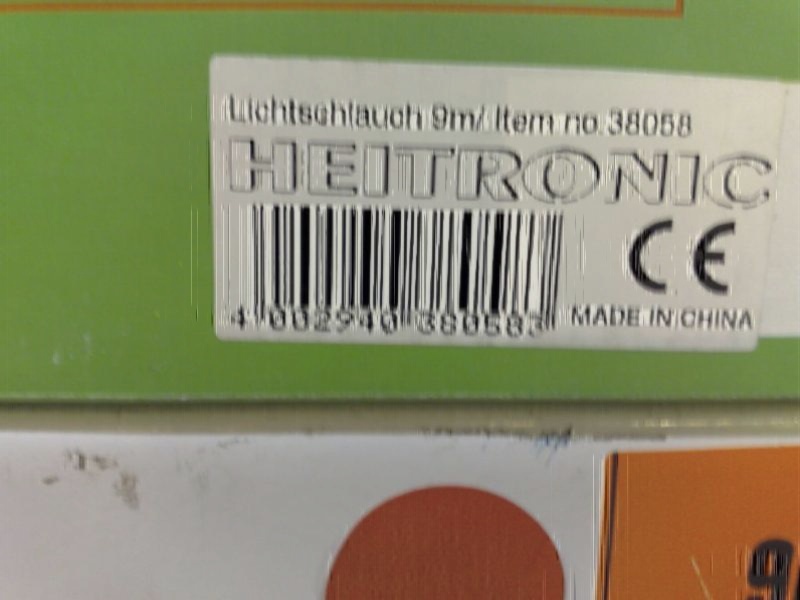 Lichtschlauch 9m/ Item no.38058
HEITRONIC
CE
4 002940 380583
MADE IN CHINA